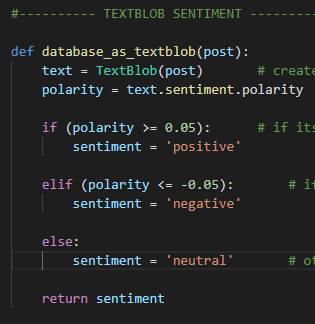 #---------- TEXTBLOB SENTIMENT ---------
def database_as_textblob(post):
    text = TextBlob(post)       # create
    polarity = text.sentiment.polarity
    if (polarity >= 0.05):      # if its
        sentiment = 'positive'
    elif (polarity <= -0.05):       # if
        sentiment = 'negative'
    else:
        sentiment = 'neutral'       # ot
    return sentiment